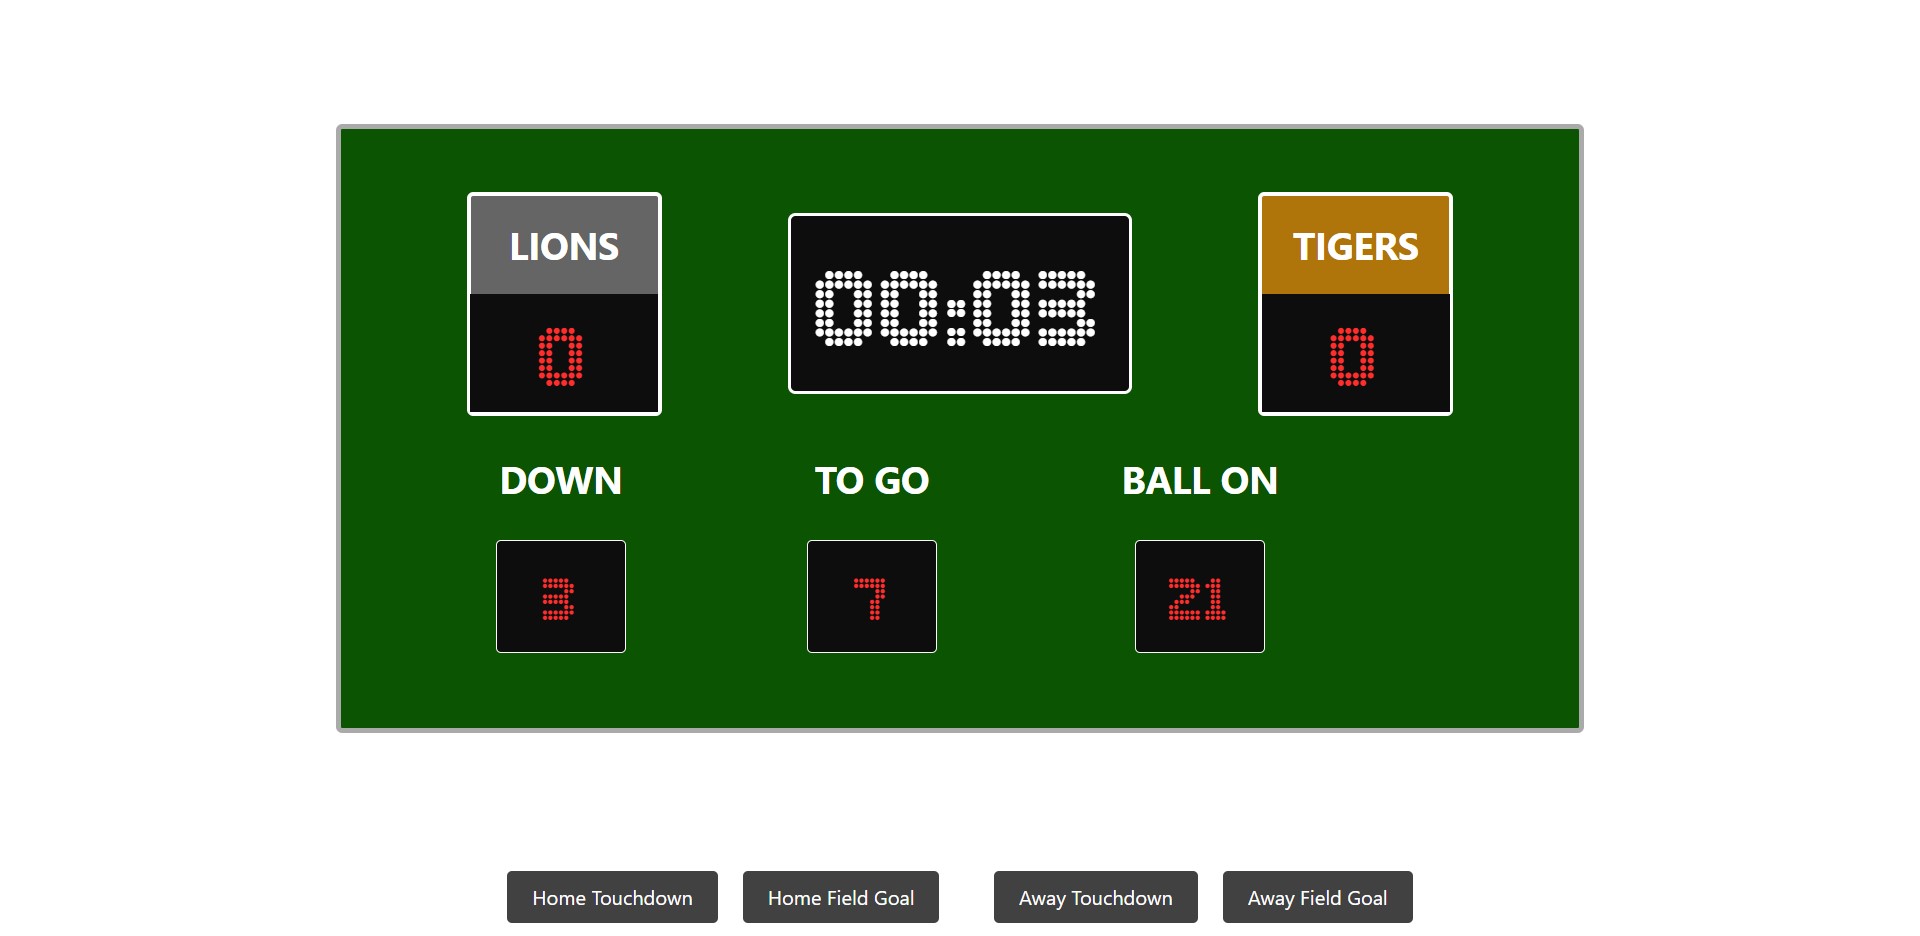 LIONS
0
00:03
TIGERS
0
DOWN
TO GO
BALL ON
3
7
21
Home Touchdown
Home Field Goal
Away Touchdown
Away Field Goal